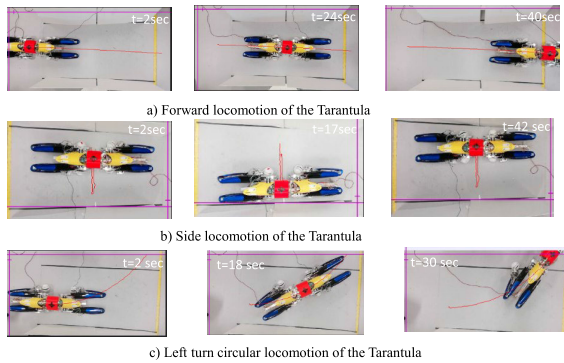 t=2sec
t=24sec
t=40sec
a) Forward locomotion of the Tarantula
t=2sec
t=17sec
t=42 sec
b) Side locomotion of the Tarantula
t=2 sec
t=18 sec
t=30 sec
c) Left turn circular locomotion of the Tarantula